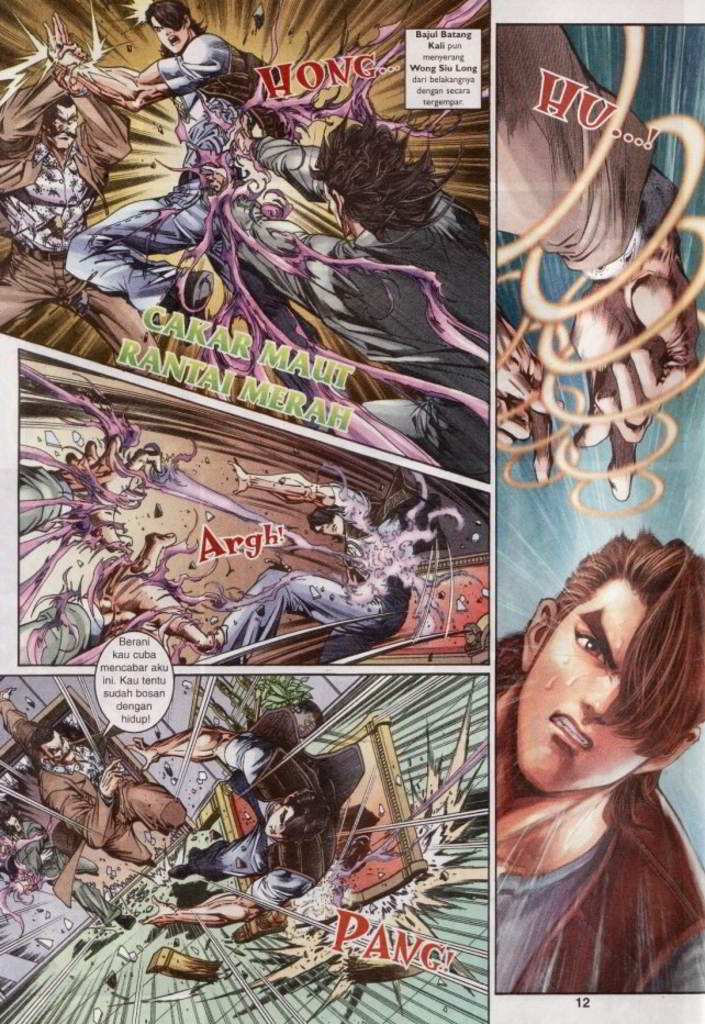 HONG...
Bajul Batang
Kali pun
menyerang
Wong Siu Long
dari belakangnya
dengan secara
tergempar.
CAKAR MAUT
RANTAI MERAH
Argh!
Berani
kau cuba
mencabar aku
ini. Kau tentu
sudah bosan
dengan
hidup!
PANG!
HU...!
12